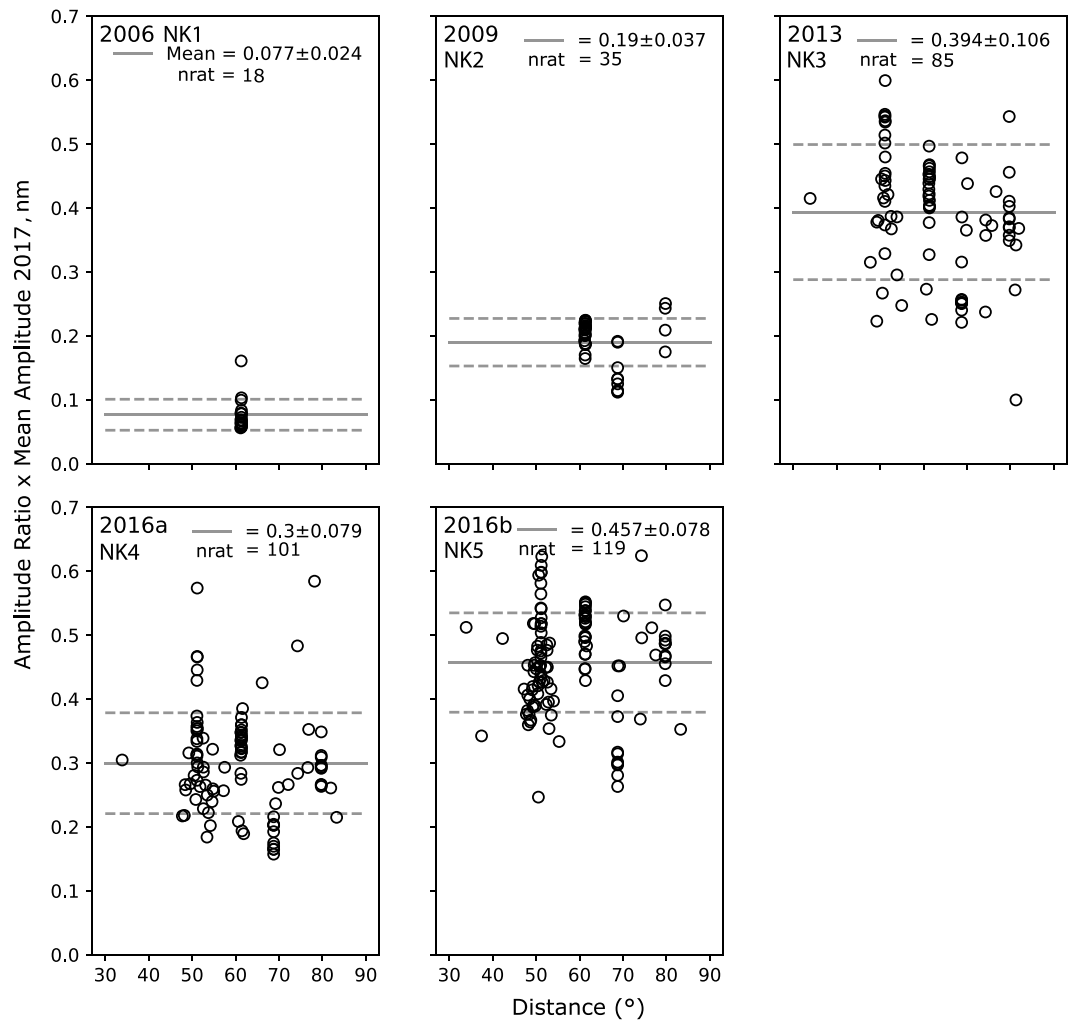 2006 NK1
Mean = 0.077±0.024
nrat = 18
2009
= 0.19±0.037
NK2
nrat = 35
2013
= 0.394±0.106
NK3
nrat = 85
0.7
0.6
0.5
0.4
0.3
0.2
0.1
0.0
Amplitude Ratio x Mean Amplitude 2017, nm
2016a
= 0.3±0.079
NK4
nrat = 101
2016b
= 0.457±0.078
NK5
nrat = 119
0.7
0.6
0.5
0.4
0.3
0.2
0.1
0.0
30 40 50 60 70 80 90
30 40 50 60 70 80 90
Distance (°)